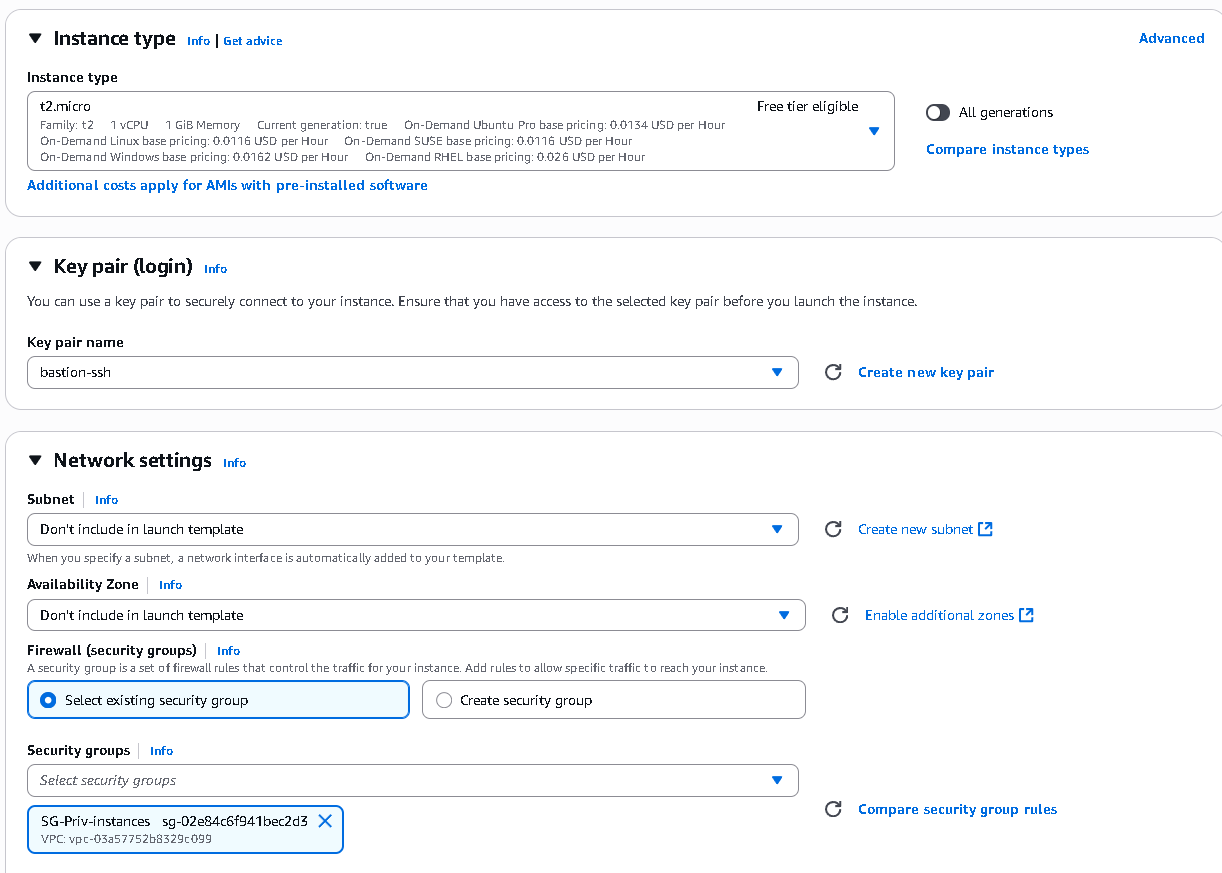 Instance type Info | Get advice Advanced
Instance type
t2.micro Free tier eligible
Family: t2 1 vCPU 1 GiB Memory Current generation: true On-Demand Ubuntu Pro base pricing: 0.0134 USD per Hour
On-Demand Linux base pricing: 0.0116 USD per Hour On-Demand SUSE base pricing: 0.0116 USD per Hour
On-Demand Windows base pricing: 0.0162 USD per Hour On-Demand RHEL base pricing: 0.026 USD per Hour
All generations
Compare instance types
Additional costs apply for AMIs with pre-installed software
Key pair (login) Info
You can use a key pair to securely connect to your instance. Ensure that you have access to the selected key pair before you launch the instance.
Key pair name
bastion-ssh Create new key pair
Network settings Info
Subnet Info
Don't include in launch template Create new subnet
When you specify a subnet, a network interface is automatically added to your template.
Availability Zone Info
Don't include in launch template Enable additional zones
Firewall (security groups) Info
A security group is a set of firewall rules that control the traffic for your instance. Add rules to allow specific traffic to reach your instance.
Select existing security group Create security group
Security groups Info
Select security groups
Compare security group rules
SG-Priv-instances sg-02e84c6f941bec2d3
VPC: vpc-03a57752b8329c099